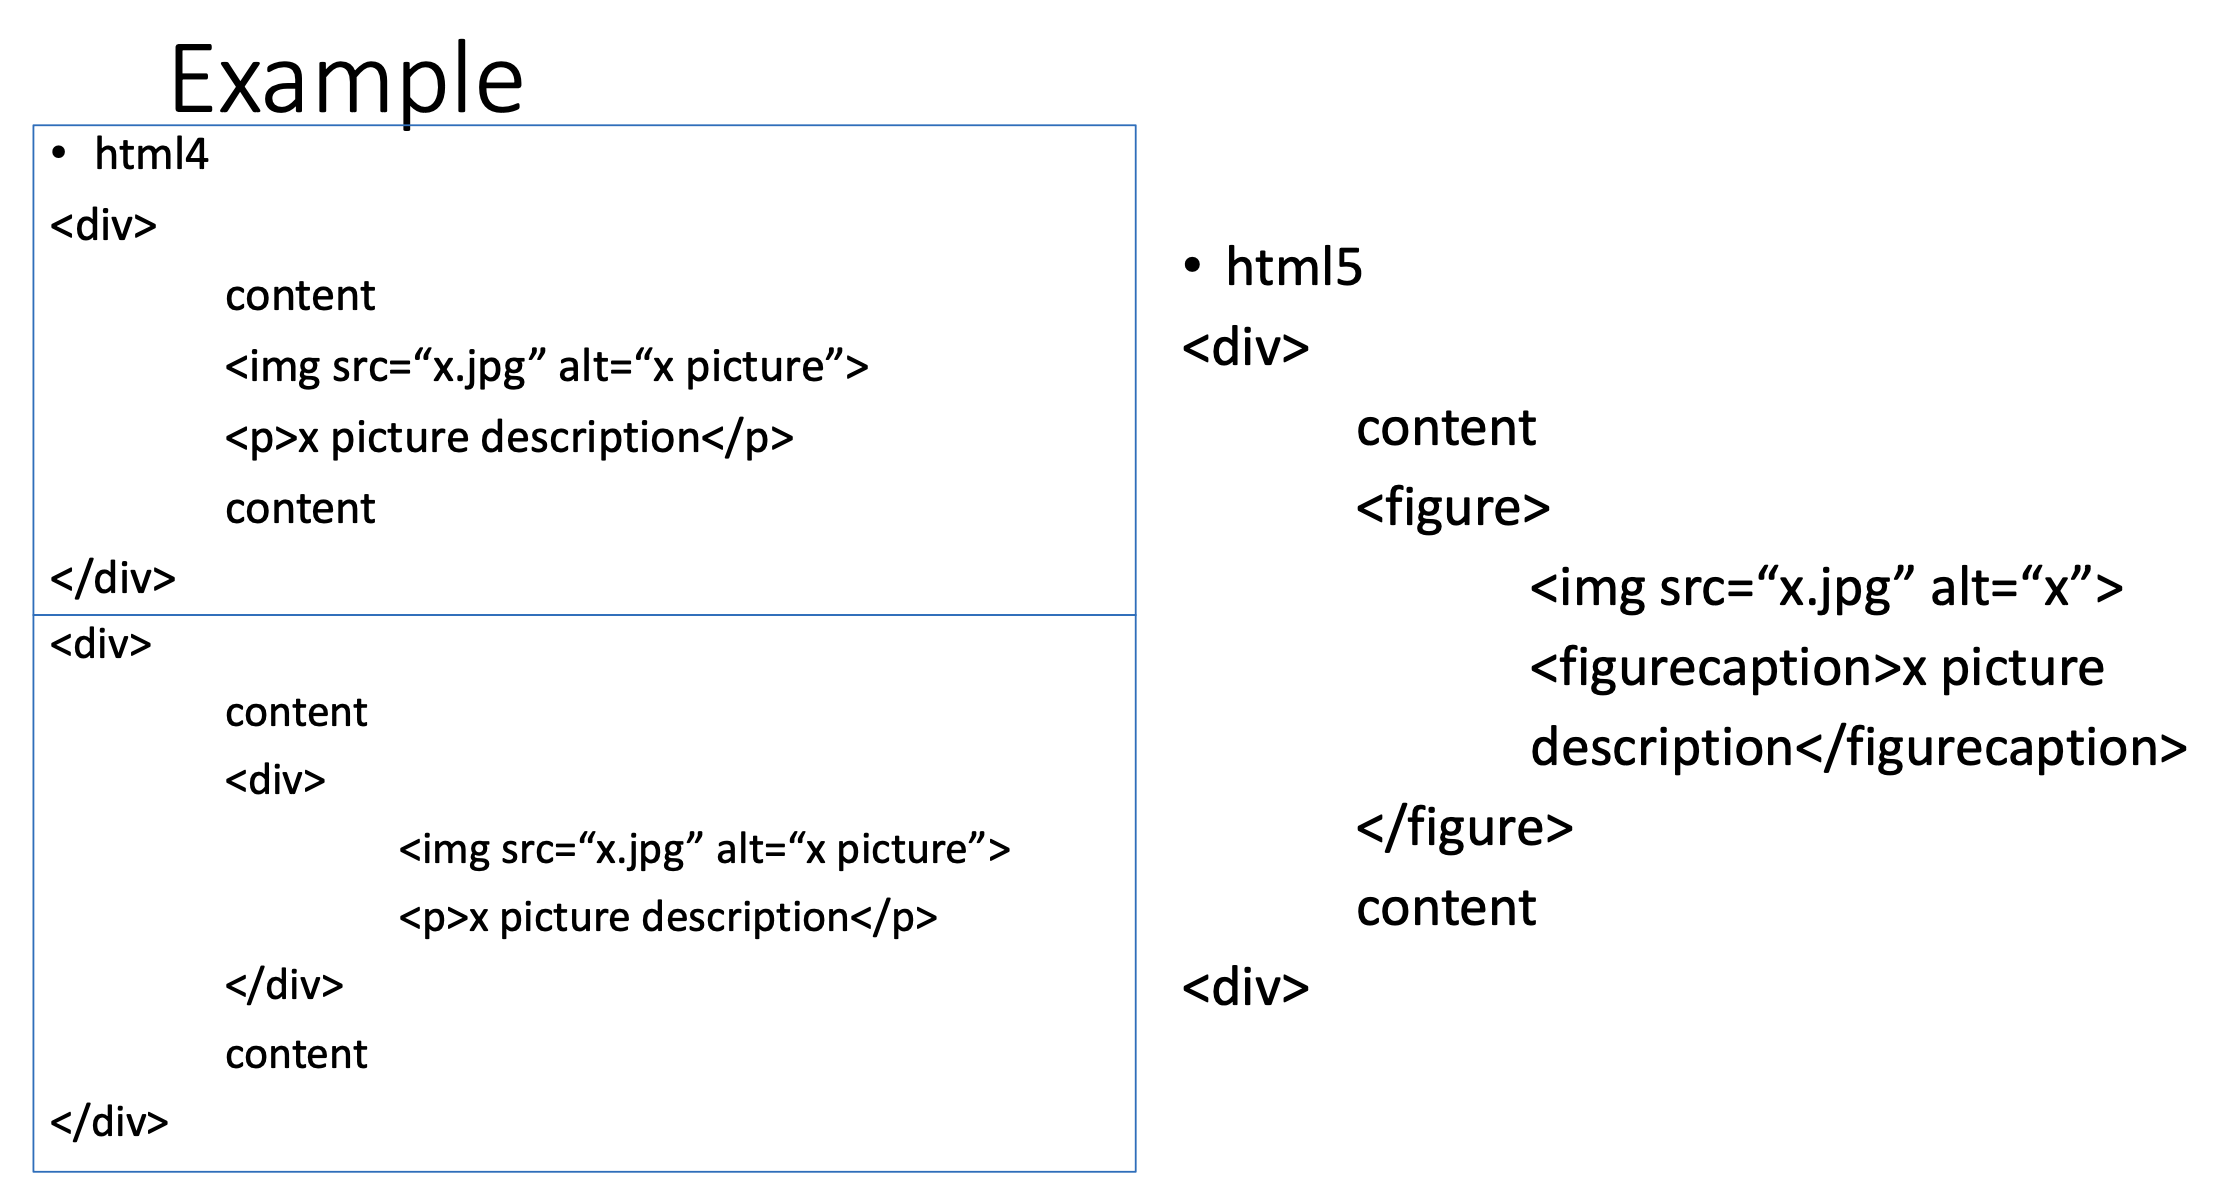 Example
• html4
<div>
content
<img src=“x.jpg” alt=“x picture”>
<p>x picture description</p>
content
</div>
<div>
content
<div>
<img src=“x.jpg” alt=“x picture”>
<p>x picture description</p>
</div>
content
</div>
• html5
<div>
content
<figure>
<img src=“x.jpg” alt=“x”>
<figurecaption>x picture
description</figurecaption>
</figure>
content
<div>